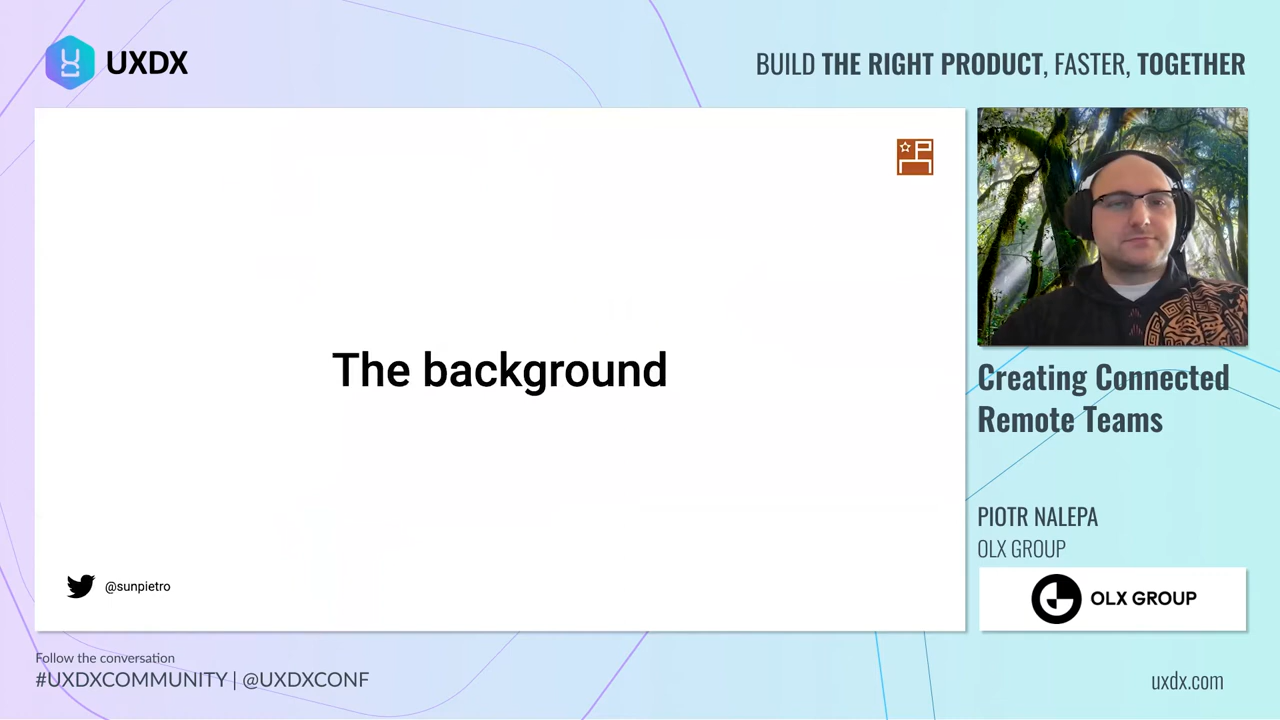 UXDX
BUILD THE RIGHT PRODUCT, FASTER, TOGETHER
The background
@sunpietro
Creating Connected
Remote Teams
PIOTR NALEPA
OLX GROUP
OLX GROUP
Follow the conversation
#UXDXCOMMUNITY | @UXDXCONF
uxdx.com